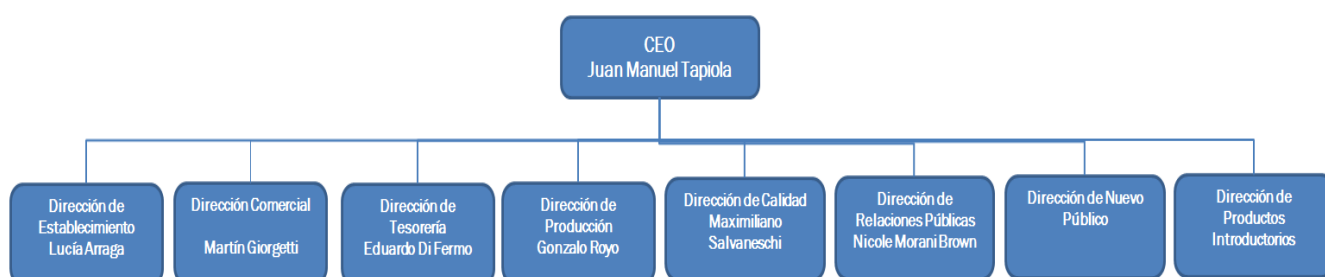 CEO
Juan Manuel Tapiola
Dirección de
Establecimiento
Lucía Arraga
Dirección Comercial
Martín Giorgetti
Dirección de
Tesorería
Eduardo Di Fermo
Dirección de
Producción
Gonzalo Royo
Dirección de Calidad
Maximiliano
Salvaneschi
Dirección de
Relaciones Públicas
Nicole Morani Brown
Dirección de Nuevo
Público
Dirección de
Productos
Introductorios